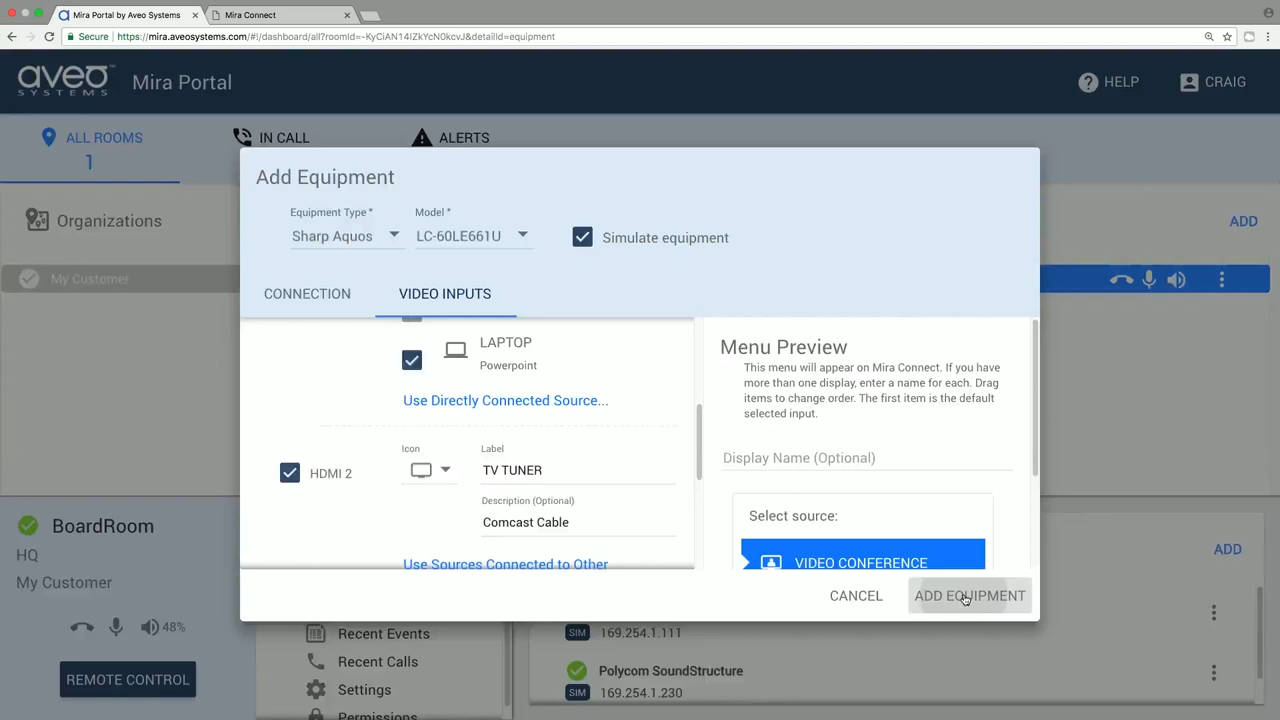 Mira Portal by Aveo Systems
Mira Connect
Secure
https://mira.aveosystems.com/#!/dashboard/all?roomId=-KyCiAN14IZkYcN0kcvJ&detailId=equipment
aveo
SYSTEMS
Mira Portal
HELP
CRAIG
ALL ROOMS
1
IN CALL
ALERTS
Organizations
ADD
My Customer
Add Equipment
Equipment Type *
Sharp Aquos
Model *
LC-60LE661U
Simulate equipment
CONNECTION
VIDEO INPUTS
LAPTOP
Powerpoint
Use Directly Connected Source...
HDMI 2
Icon
Label
TV TUNER
Description (Optional)
Comcast Cable
Use Sources Connected to Other
Menu Preview
This menu will appear on Mira Connect. If you have
more than one display, enter a name for each. Drag
items to change order. The first item is the default
selected input.
Display Name (Optional)
Select source:
VIDEO CONFERENCE
CANCEL
ADD EQUIPMENT
BoardRoom
HQ
My Customer
48%
REMOTE CONTROL
Recent Events
Recent Calls
Settings
Permissions
ADD
SIM
169.254.1.111
Polycom SoundStructure
SIM
169.254.1.230